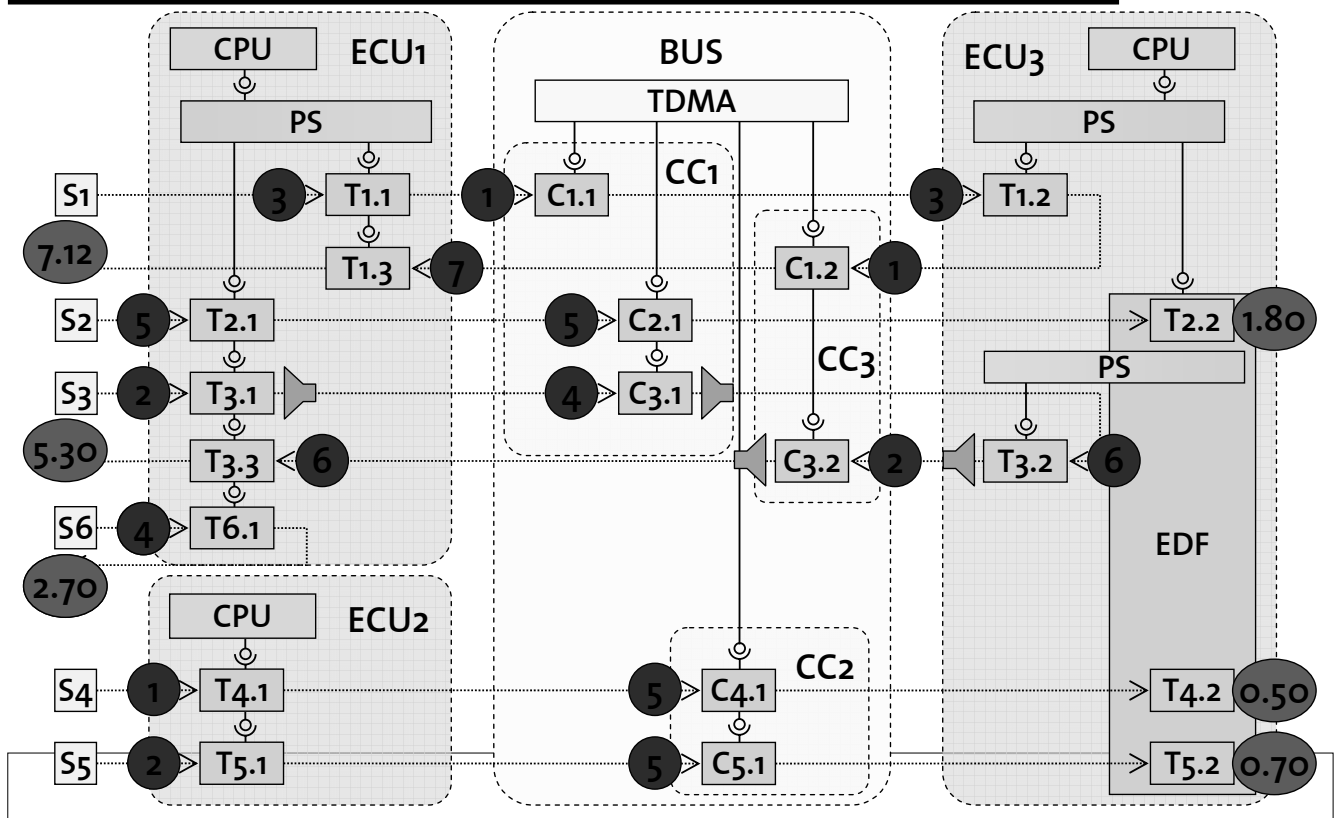 CPU
ECU1
BUS
ECU3
CPU
PS
TDMA
PS
CC1
S1
3
T1.1
1
C1.1
3
T1.2
7.12
T1.3
7
C1.2
1
S2
5
T2.1
5
C2.1
T2.2
1.80
CC3
PS
S3
2
T3.1
4
C3.1
5.30
T3.3
6
C3.2
2
T3.2
6
S6
4
T6.1
EDF
2.70
CPU
ECU2
CC2
S4
1
T4.1
5
C4.1
T4.2
0.50
S5
2
T5.1
5
C5.1
T5.2
0.70